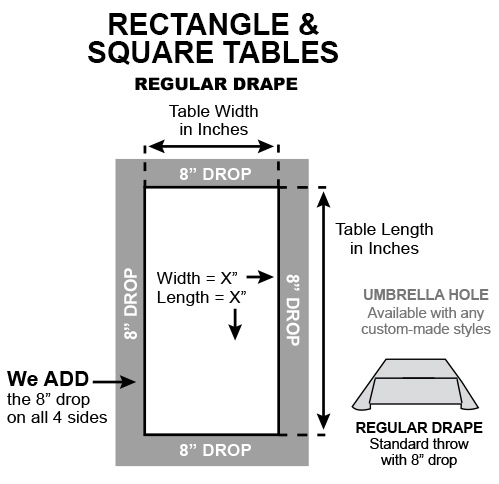 RECTANGLE &
SQUARE TABLES
REGULAR DRAPE
Table Width
in Inches
8” DROP
Table Length
in Inches
Width = X”
Length = X”
8” DROP
8” DROP
UMBRELLA HOLE
Available with any
custom-made styles
We ADD
the 8” drop
on all 4 sides
REGULAR DRAPE
Standard throw
with 8” drop
8” DROP